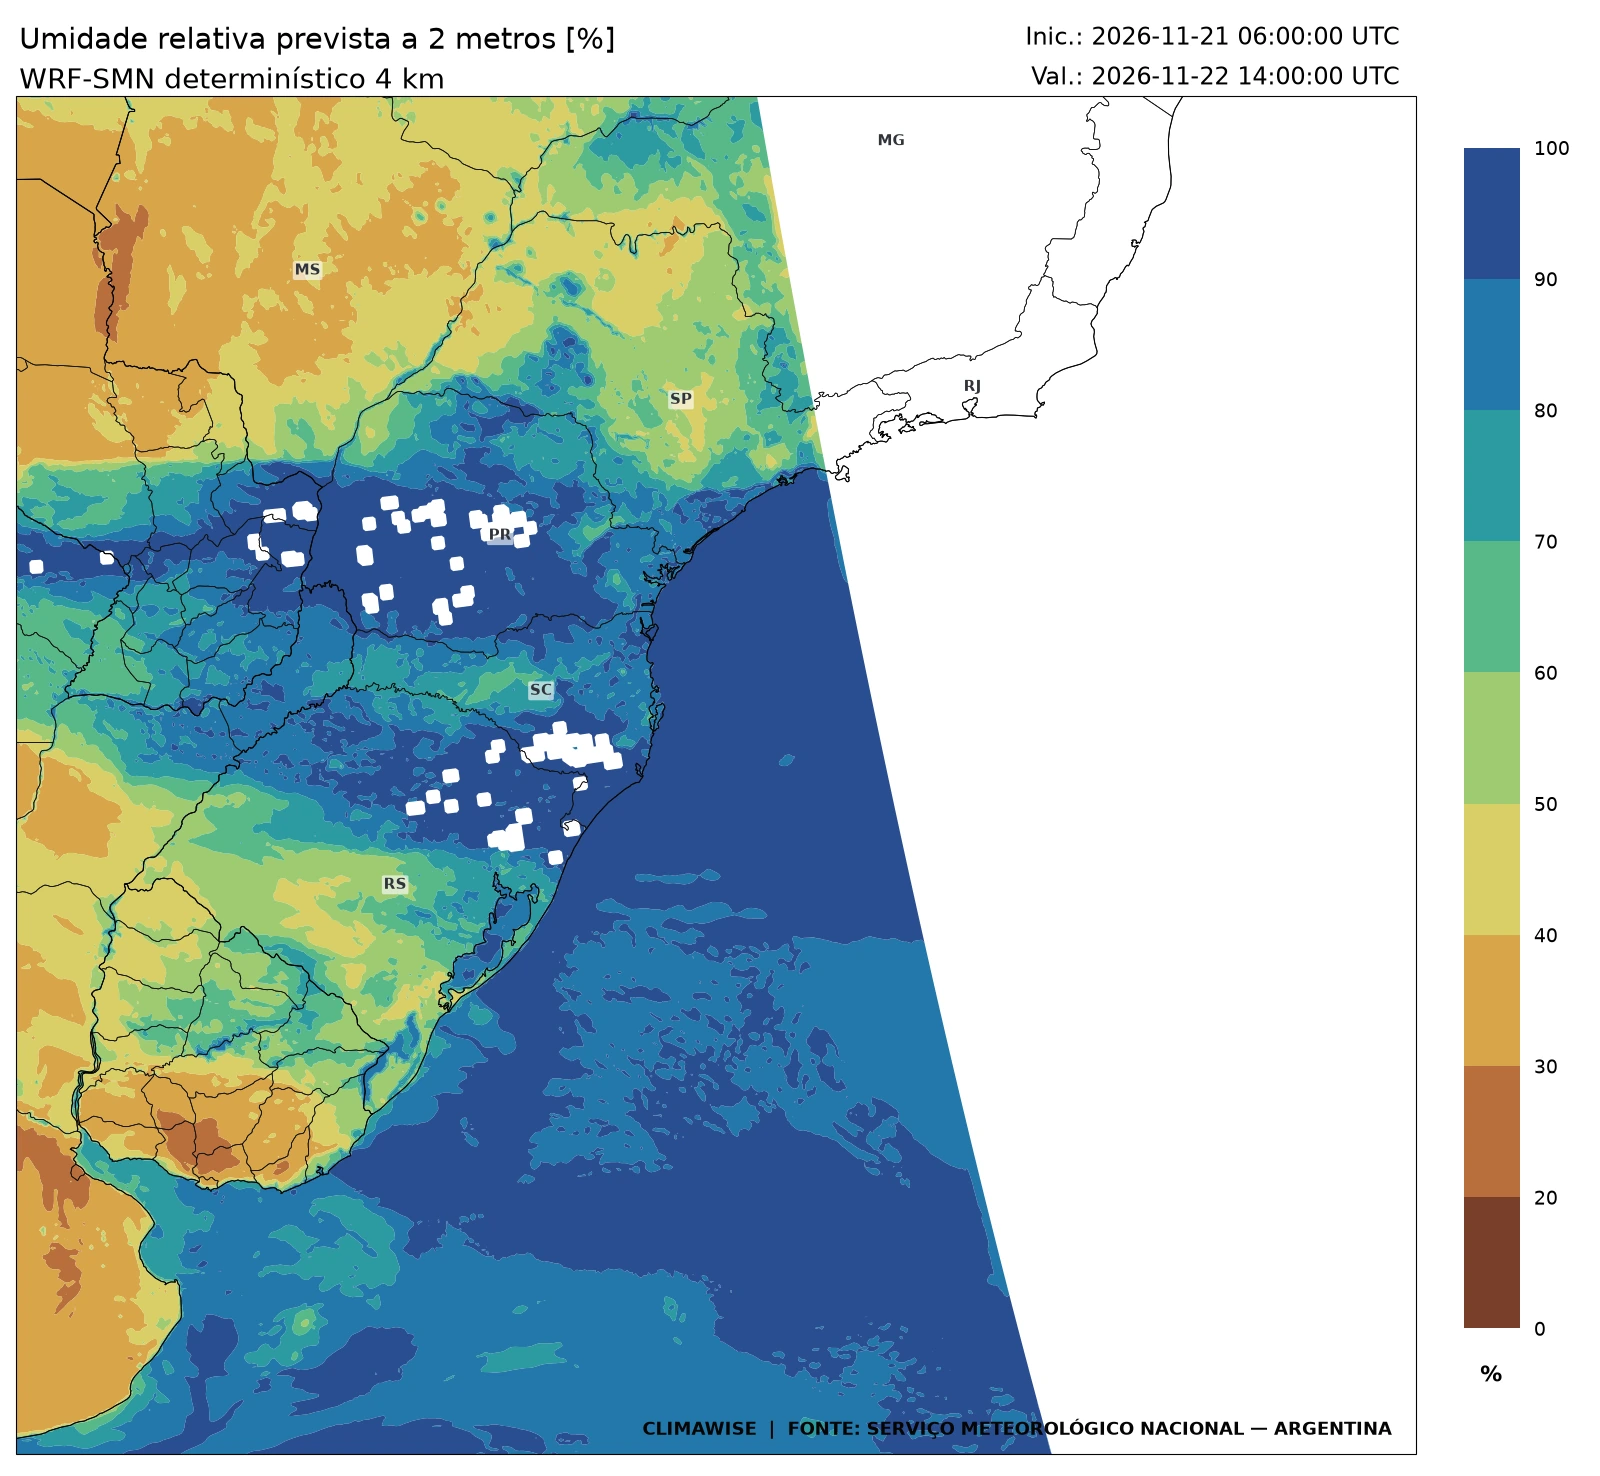 Umidade relativa prevista a 2 metros [%]
WRF-SMN determinístico 4 km
Inic.: 2026-11-21 06:00:00 UTC
Val.: 2026-11-22 14:00:00 UTC
MG
MS
RJ
SP
PR
SC
RS
100
90
80
70
60
50
40
30
20
0
%
CLIMAWISE | FONTE: SERVIÇO METEOROLÓGICO NACIONAL — ARGENTINA